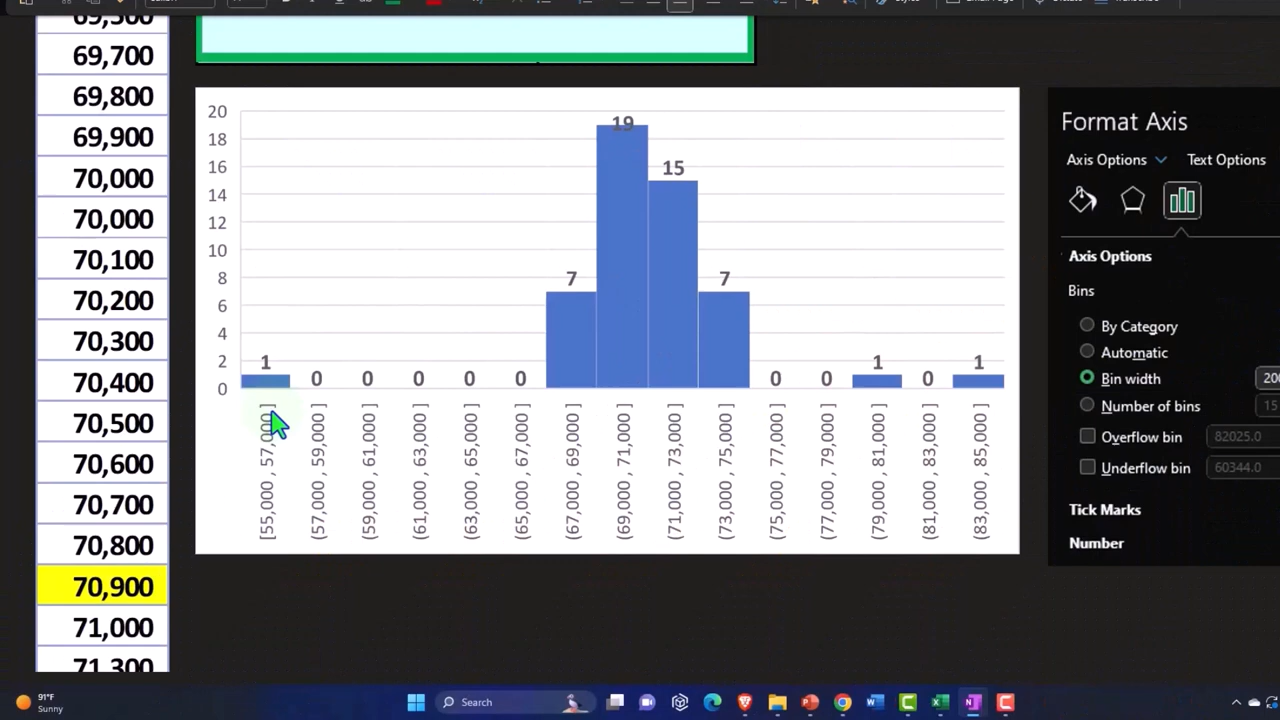 69,700
69,800
69,900
70,000
70,000
70,100
70,200
70,300
70,400
70,500
70,600
70,700
70,800
70,900
71,000
71,300
20
18
16
14
12
10
8
6
4
2
0
1
0
0
0
0
0
7
19
15
7
0
0
1
0
1
[55,000 , 57,000 ]
(57,000 , 59,000 ]
(59,000 , 61,000 ]
(61,000 , 63,000 ]
(63,000 , 65,000 ]
(65,000 , 67,000 ]
(67,000 , 69,000 ]
(69,000 , 71,000 ]
(71,000 , 73,000 ]
(73,000 , 75,000 ]
(75,000 , 77,000 ]
(77,000 , 79,000 ]
(79,000 , 81,000 ]
(81,000 , 83,000 ]
(83,000 , 85,000 ]
Format Axis
Axis Options Text Options
Axis Options
Bins
By Category
Automatic
Bin width 200
Number of bins 15
Overflow bin 82025.0
Underflow bin 60344.0
Tick Marks
Number
91°F
Sunny
Search